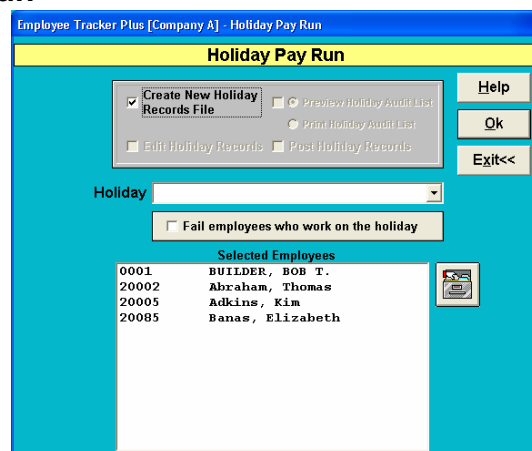 Employee Tracker Plus [Company A] - Holiday Pay Run
Holiday Pay Run
Create New Holiday
Records File
Preview Holiday Audit List
Print Holiday Audit List
Edit Holiday Records
Post Holiday Records
Help
Ok
Exit<<
Holiday
Fail employees who work on the holiday
Selected Employees
0001 BUILDER, BOB T.
20002 Abraham, Thomas
20005 Adkins, Kim
20085 Banas, Elizabeth